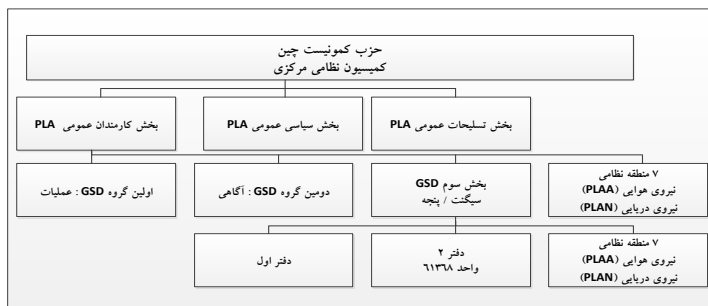 حزب کمونیست چین
کمیسیون نظامی مرکزی
بخش تسلیحات عمومی PLA
بخش سیاسی عمومی PLA
بخش کارمندان عمومی PLA
۷ منطقه نظامی
نیروی هوایی (PLAA)
نیروی دریایی (PLAN)
بخش سوم GSD
سیگنت / پنجه
دومین گروه GSD : آگاهی
اولین گروه GSD : عملیات
۷ منطقه نظامی
نیروی هوایی (PLAA)
نیروی دریایی (PLAN)
دفتر ۲
واحد ۶۱۳۶۸
دفتر اول